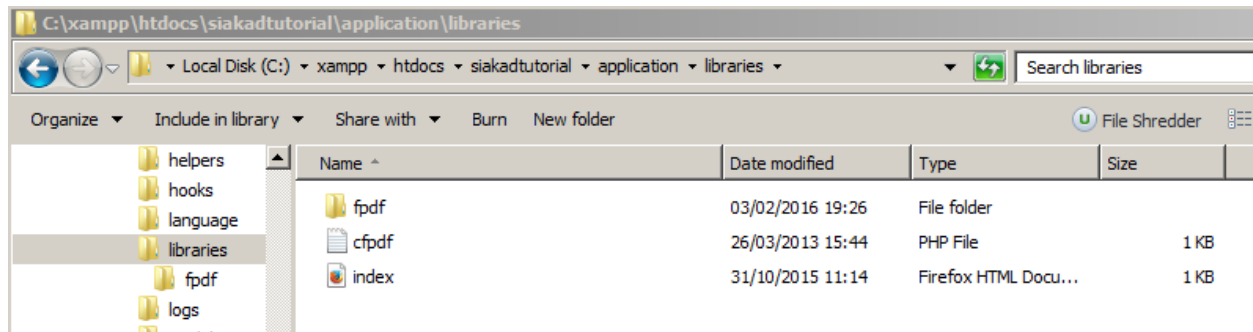 C:\xampp\htdocs\siakadtutorial\application\libraries
Local Disk (C:) xampp htdocs siakadtutorial application libraries Search libraries
Organize Include in library Share with Burn New folder File Shredder
helpers
hooks
language
libraries
fpdf
logs
Name Date modified Type Size
fpdf 03/02/2016 19:26 File folder
cfpdf 26/03/2013 15:44 PHP File 1 KB
index 31/10/2015 11:14 Firefox HTML Docu... 1 KB